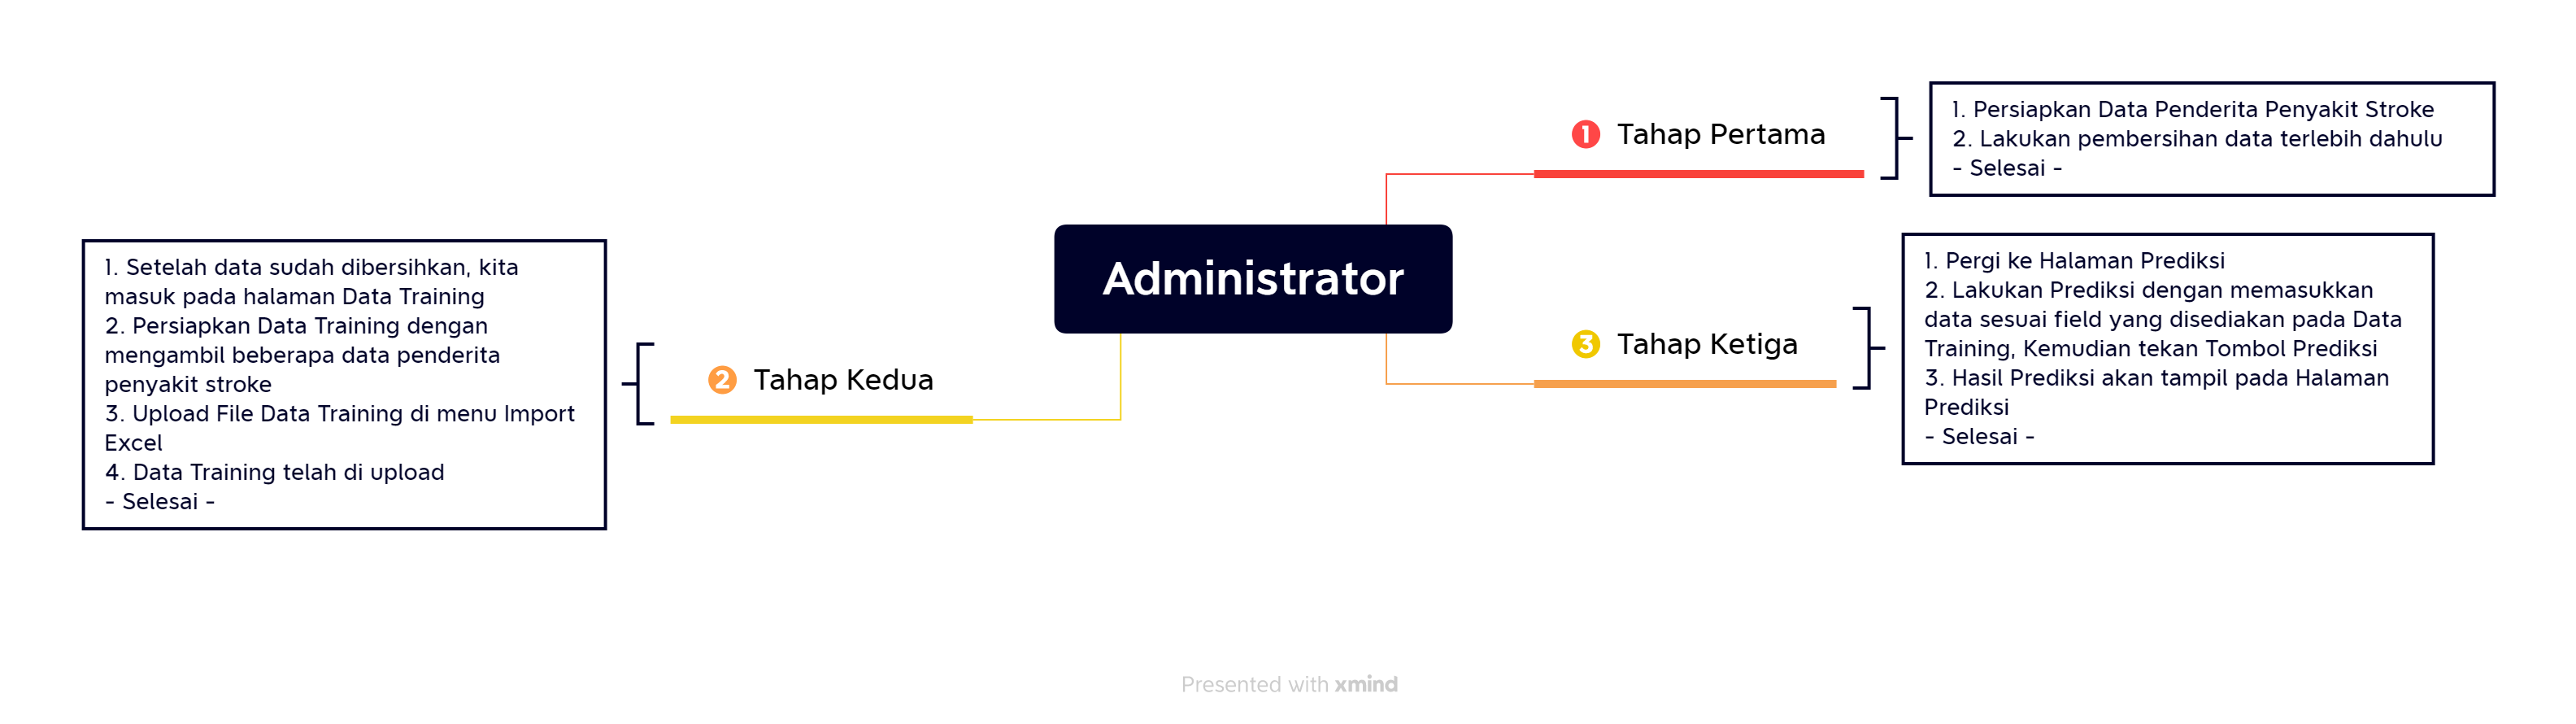 Administrator
1 Tahap Pertama
1. Persiapkan Data Penderita Penyakit Stroke
2. Lakukan pembersihan data terlebih dahulu
- Selesai -
2 Tahap Kedua
1. Setelah data sudah dibersihkan, kita
masuk pada halaman Data Training
2. Persiapkan Data Training dengan
mengambil beberapa data penderita
penyakit stroke
3. Upload File Data Training di menu Import
Excel
4. Data Training telah di upload
- Selesai -
3 Tahap Ketiga
1. Pergi ke Halaman Prediksi
2. Lakukan Prediksi dengan memasukkan
data sesuai field yang disediakan pada Data
Training, Kemudian tekan Tombol Prediksi
3. Hasil Prediksi akan tampil pada Halaman
Prediksi
- Selesai -
Presented with xmind